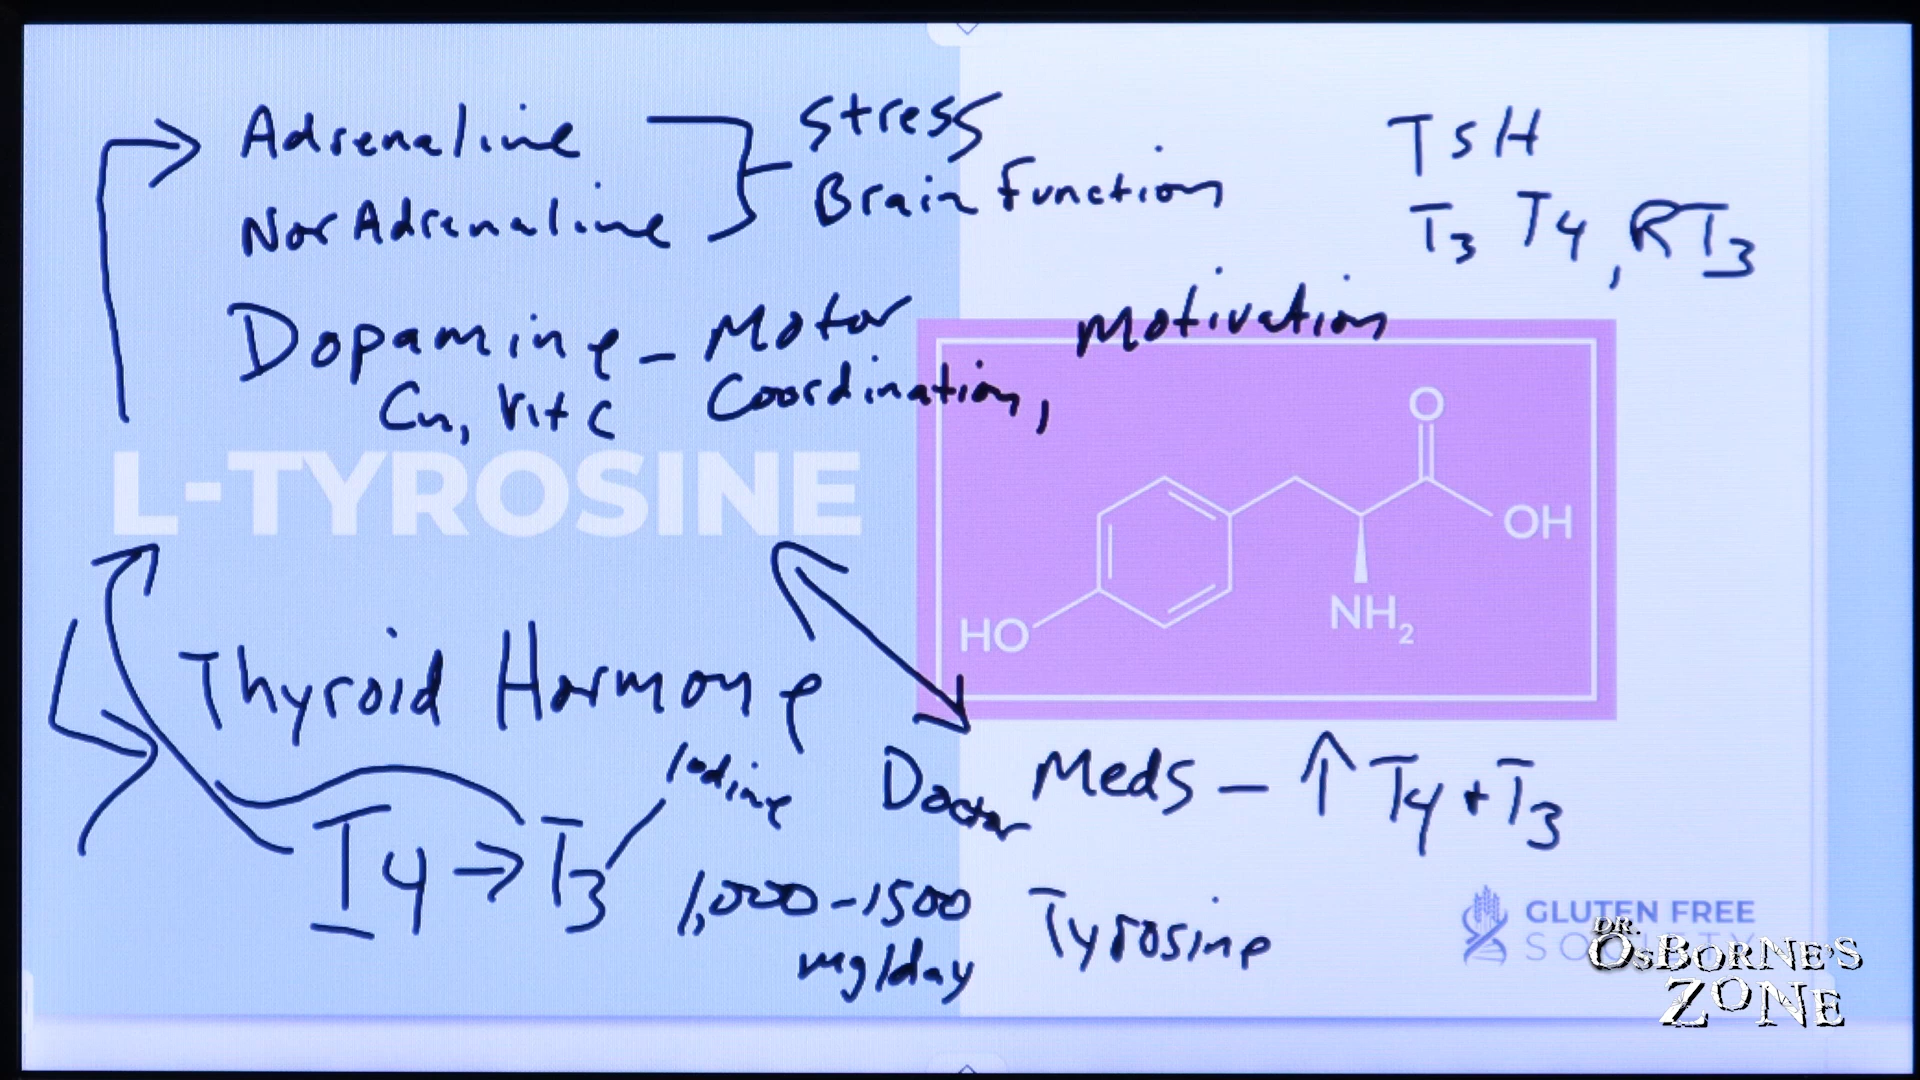 Adrenaline
NorAdrenaline
Stress
Brain Function
TSH
T3 T4, RT3
Dopamine - Motor
Coordination,
Motivation
Cu, Vit C
L-TYROSINE
O
OH
NH2
HO
Thyroid Hormone
Iodine
T4 → T3
Doctor Meds - ↑ T4 + T3
1,000-1500
mg/day
Tyrosine
GLUTEN FREE
SOCIETY
DR.
OSBORNE'S
ZONE